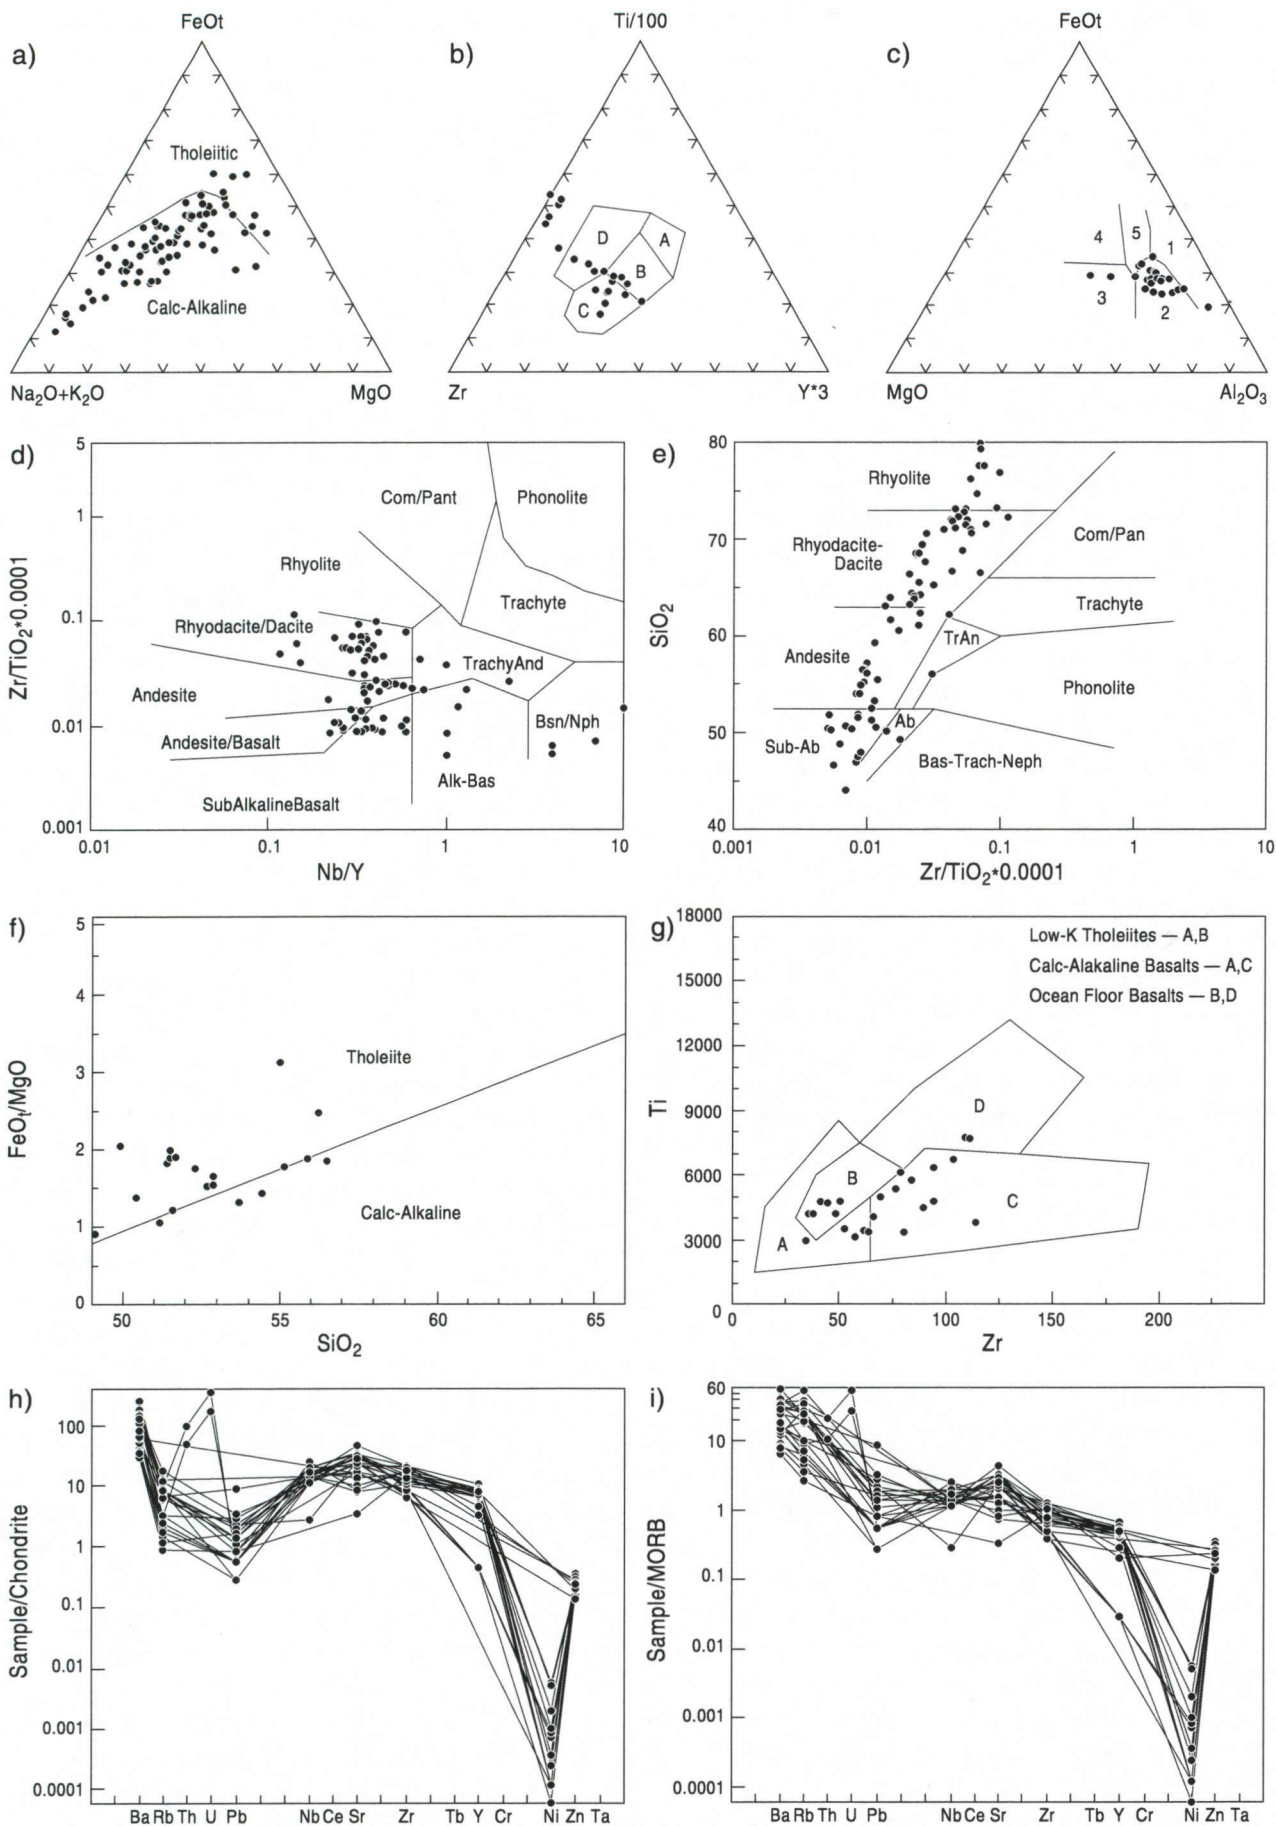 a)
FeOt
Tholeiitic
Calc-Alkaline
Na₂O+K₂O
MgO
b)
Ti/100
D
A
B
C
Zr
Y*3
c)
FeOt
4
5
1
3
2
MgO
Al₂O₃
d)
Zr/TiO₂*0.0001
5
1
0.1
0.01
0.001
Com/Pant
Phonolite
Rhyolite
Trachyte
Rhyodacite/Dacite
TrachyAnd
Andesite
Bsn/Nph
Andesite/Basalt
Alk-Bas
SubAlkalineBasalt
0.01
0.1
1
10
Nb/Y
e)
SiO₂
80
70
60
50
40
Rhyolite
Com/Pan
Rhyodacite-
Dacite
Trachyte
TrAn
Andesite
Phonolite
Ab
Sub-Ab
Bas-Trach-Neph
0.001
0.01
0.1
1
10
Zr/TiO₂*0.0001
f)
FeOₜ/MgO
5
4
3
2
1
0
Tholeiite
Calc-Alkaline
50
55
60
65
SiO₂
g)
Ti
18000
15000
12000
9000
6000
3000
0
Low-K Tholeiites — A,B
Calc-Alakaline Basalts — A,C
Ocean Floor Basalts — B,D
D
B
C
A
0
50
100
150
200
Zr
h)
Sample/Chondrite
100
10
1
0.1
0.01
0.001
0.0001
Ba Rb Th U Pb Nb Ce Sr Zr Tb Y Cr Ni Zn Ta
i)
Sample/MORB
60
10
1
0.1
0.01
0.001
0.0001
Ba Rb Th U Pb Nb Ce Sr Zr Tb Y Cr Ni Zn Ta